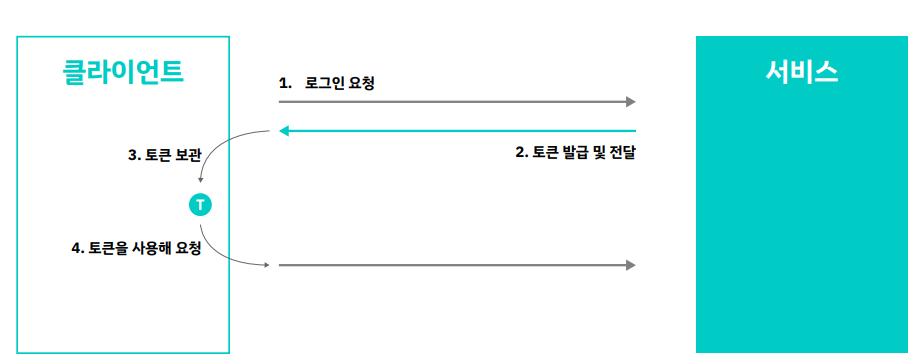 클라이언트
서비스
1. 로그인 요청
2. 토큰 발급 및 전달
3. 토큰 보관
T
4. 토큰을 사용해 요청